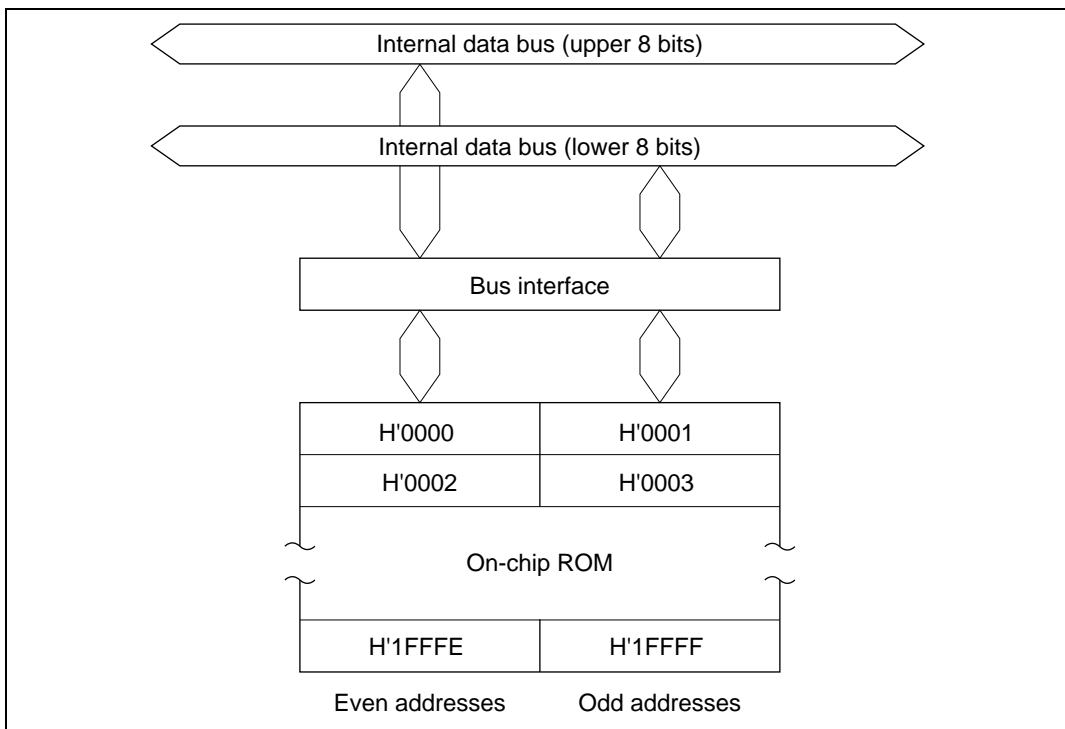 Internal data bus (upper 8 bits)
Internal data bus (lower 8 bits)
Bus interface
H'0000 H'0001
H'0002 H'0003
On-chip ROM
H'1FFFE H'1FFFF
Even addresses Odd addresses